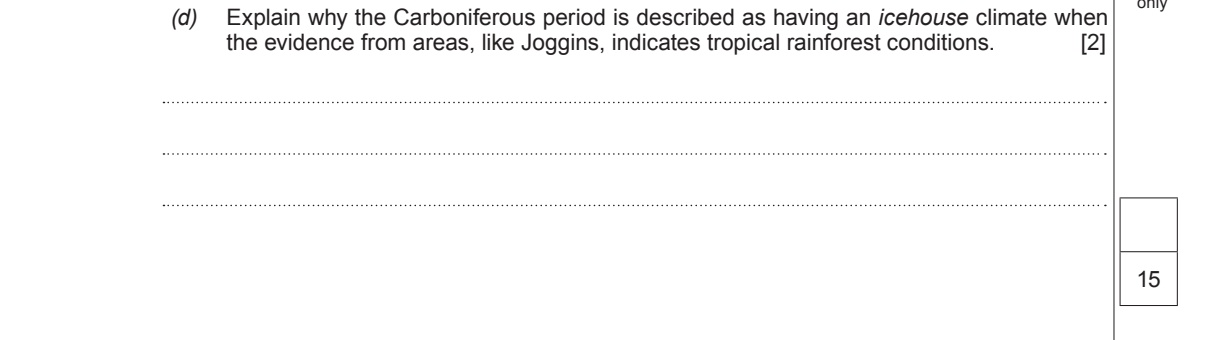 only
(d) Explain why the Carboniferous period is described as having an icehouse climate when
the evidence from areas, like Joggins, indicates tropical rainforest conditions. [2]
15